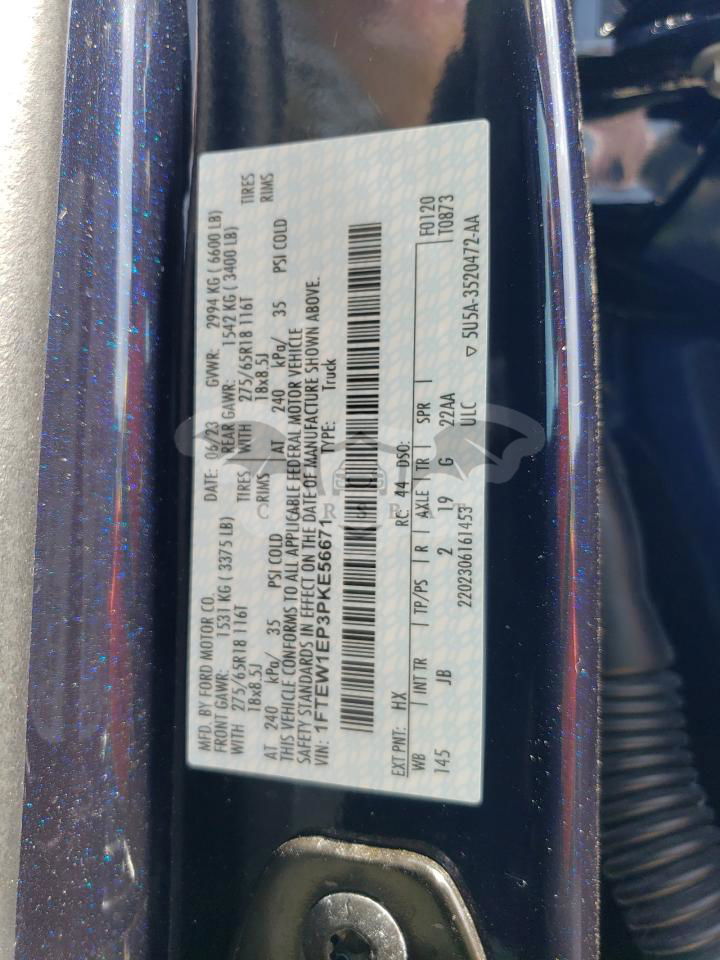 MFD. BY FORD MOTOR CO. DATE: 06/23 GVWR: 2994 KG ( 6600 LB)
FRONT GAWR: 1531 KG ( 3375 LB) REAR GAWR: 1542 KG ( 3400 LB)
WITH 275/65R18 116T TIRES WITH 275/65R18 116T TIRES
18x8.5J RIMS 18x8.5J RIMS
AT 240 kPa/ 35 PSI COLD AT 240 kPa/ 35 PSI COLD
THIS VEHICLE CONFORMS TO ALL APPLICABLE FEDERAL MOTOR VEHICLE
SAFETY STANDARDS IN EFFECT ON THE DATE OF MANUFACTURE SHOWN ABOVE.
VIN: 1FTEW1EP3PKE56671 TYPE: Truck
EXT PNT: HX RC: 44 DSO: F0120
WB INT TR TP/PS R AXLE TR SPR T0873
145 JB 2 19 G 22AA
2202306161453 ULC ▽ 5U5A-3520472-AA